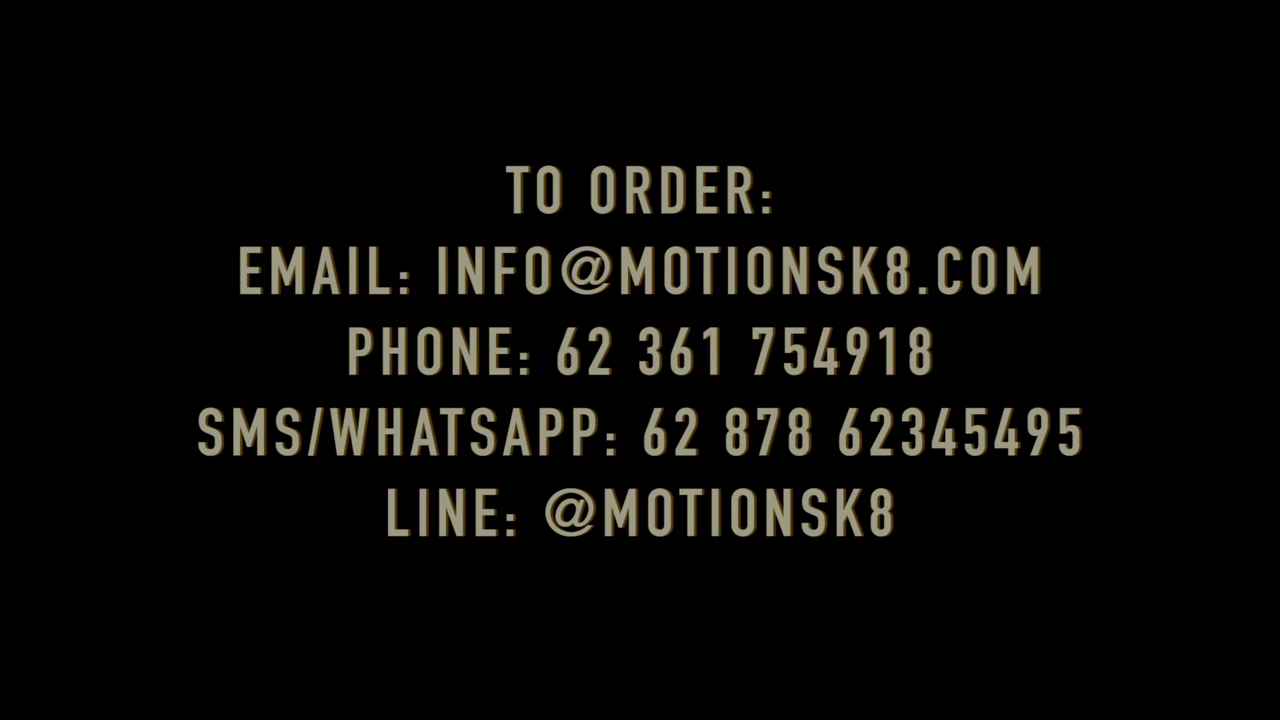 TO ORDER:
EMAIL: INFO@MOTIONSK8.COM
PHONE: 62 361 754918
SMS/WHATSAPP: 62 878 62345495
LINE: @MOTIONSK8